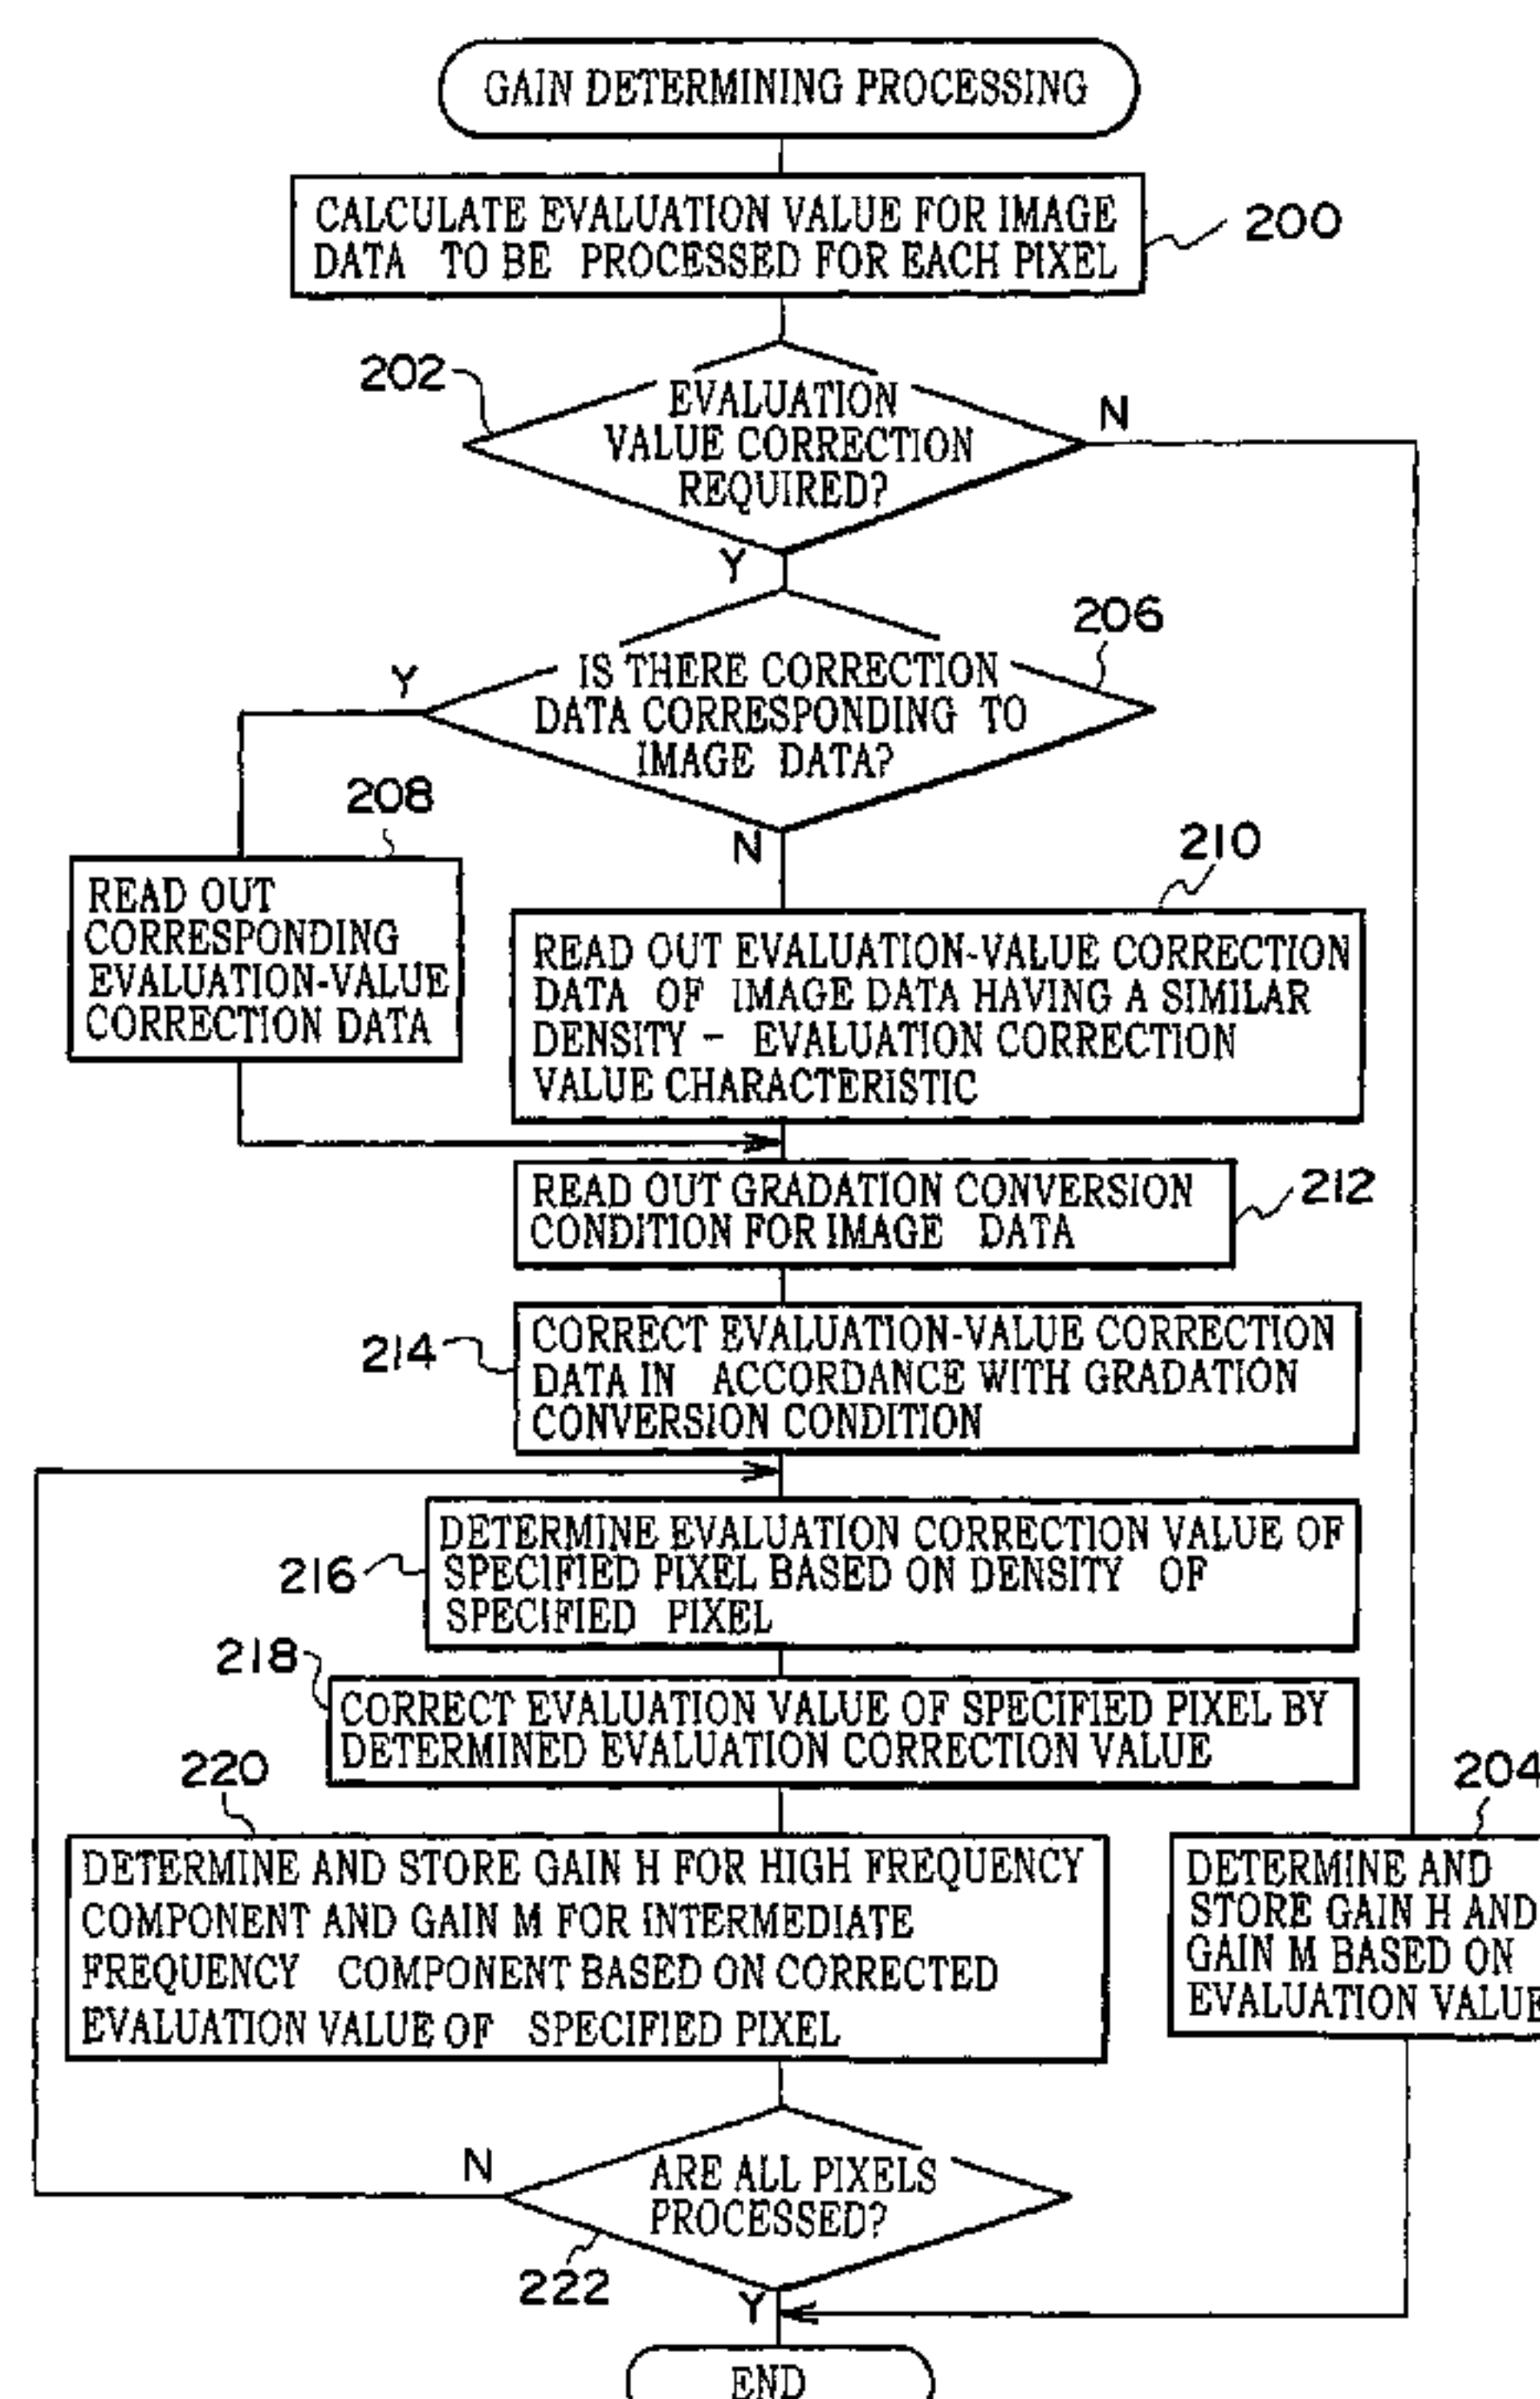 GAIN DETERMINING PROCESSING
CALCULATE EVALUATION VALUE FOR IMAGE
DATA TO BE PROCESSED FOR EACH PIXEL
200
202
EVALUATION
VALUE CORRECTION
REQUIRED?
N
Y
206
Y
IS THERE CORRECTION
DATA CORRESPONDING TO
IMAGE DATA?
N
208
READ OUT
CORRESPONDING
EVALUATION-VALUE
CORRECTION DATA
210
READ OUT EVALUATION-VALUE CORRECTION
DATA OF IMAGE DATA HAVING A SIMILAR
DENSITY - EVALUATION CORRECTION
VALUE CHARACTERISTIC
READ OUT GRADATION CONVERSION
CONDITION FOR IMAGE DATA
212
214
CORRECT EVALUATION-VALUE CORRECTION
DATA IN ACCORDANCE WITH GRADATION
CONVERSION CONDITION
216
DETERMINE EVALUATION CORRECTION VALUE OF
SPECIFIED PIXEL BASED ON DENSITY OF
SPECIFIED PIXEL
218
CORRECT EVALUATION VALUE OF SPECIFIED PIXEL BY
DETERMINED EVALUATION CORRECTION VALUE
220
DETERMINE AND STORE GAIN H FOR HIGH FREQUENCY
COMPONENT AND GAIN M FOR INTERMEDIATE
FREQUENCY COMPONENT BASED ON CORRECTED
EVALUATION VALUE OF SPECIFIED PIXEL
204
DETERMINE AND
STORE GAIN H AND
GAIN M BASED ON
EVALUATION VALUE
N
ARE ALL PIXELS
PROCESSED?
222
Y
END